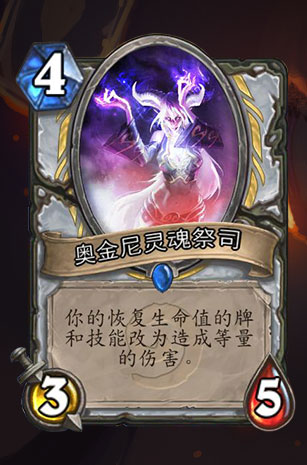 4
奥金尼灵魂祭司
你的恢复生命值的牌
和技能改为造成等量
的伤害。
3
5